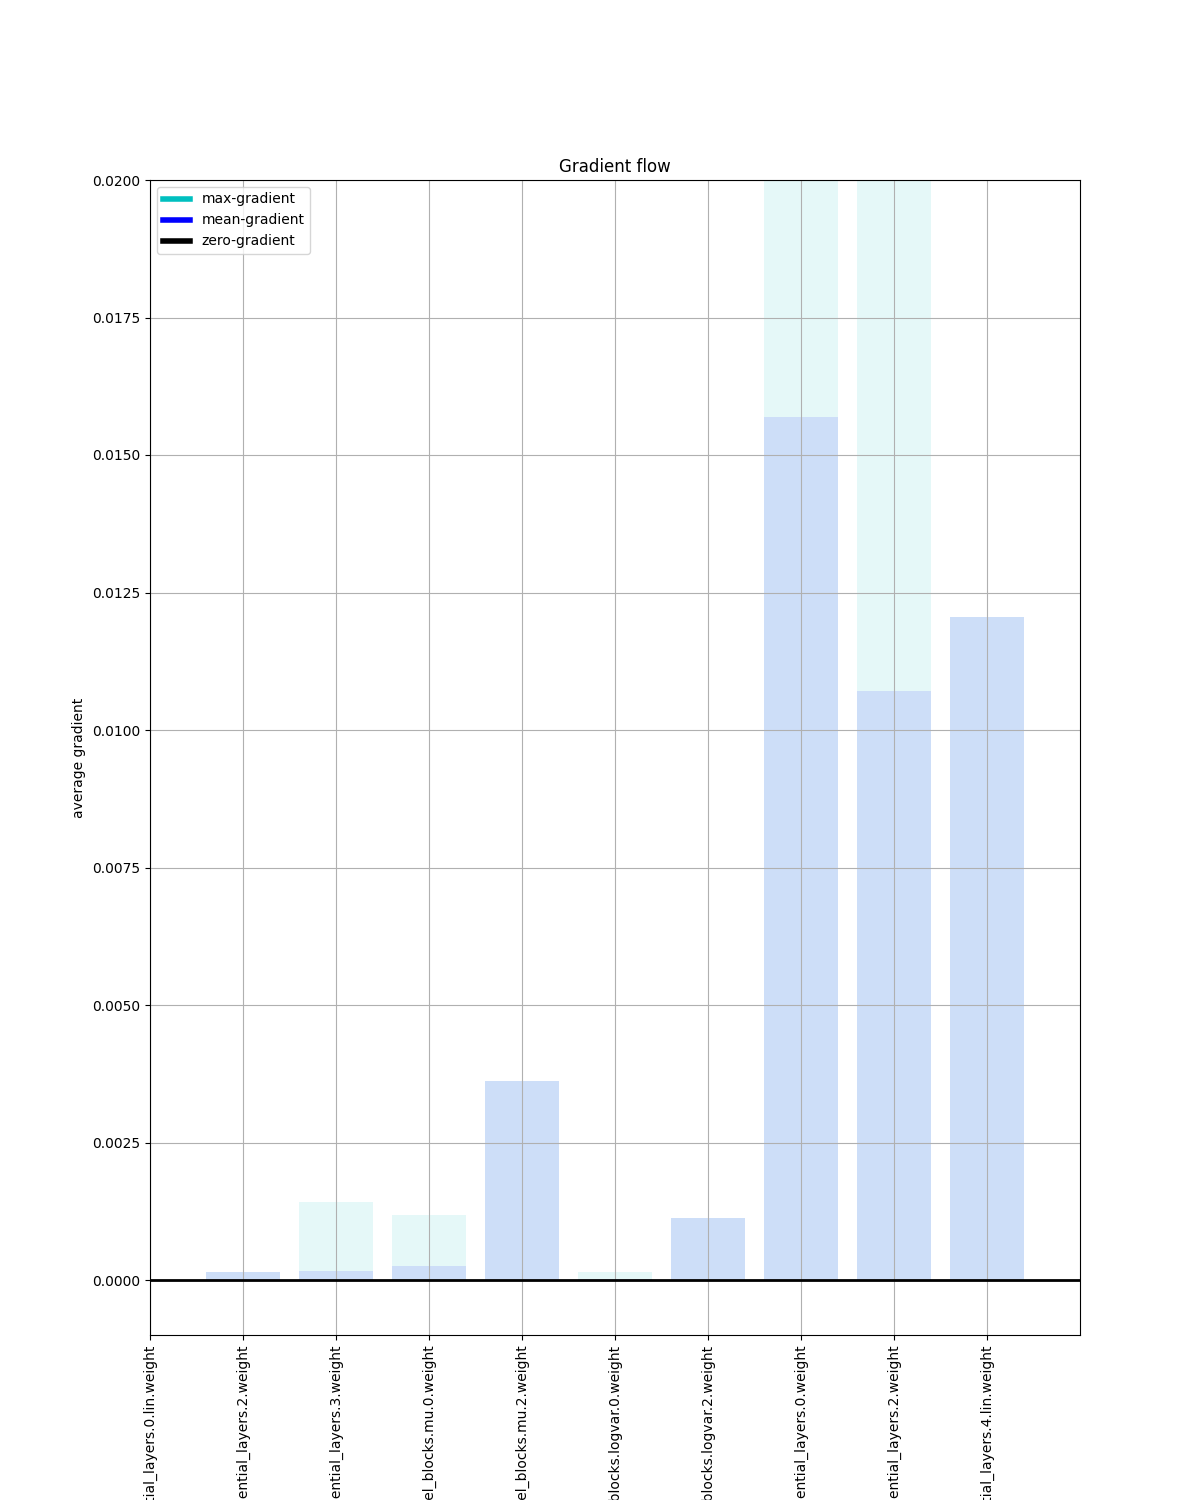 Gradient flow
max-gradient
mean-gradient
zero-gradient
0.0200
0.0175
0.0150
0.0125
0.0100
0.0075
0.0050
0.0025
0.0000
average gradient
tial_layers.0.lin.weight
ential_layers.2.weight
ential_layers.3.weight
el_blocks.mu.0.weight
el_blocks.mu.2.weight
blocks.logvar.0.weight
blocks.logvar.2.weight
ential_layers.0.weight
ential_layers.2.weight
tial_layers.4.lin.weight